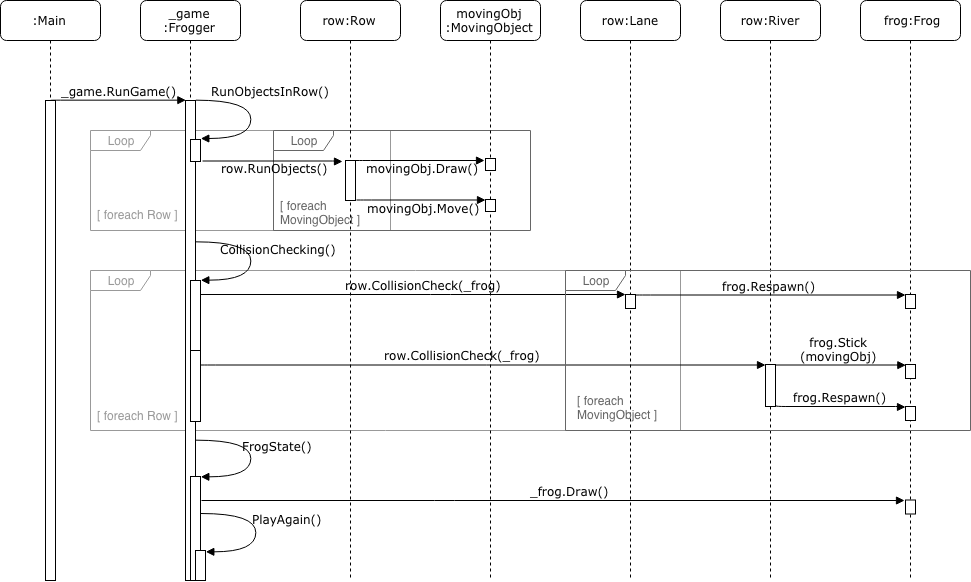 :Main
_game
:Frogger
row:Row
movingObj
:MovingObject
row:Lane
row:River
frog:Frog
_game.RunGame()
RunObjectsInRow()
Loop
Loop
row.RunObjects()
movingObj.Draw()
[ foreach Row ]
[ foreach
MovingObject ]
movingObj.Move()
CollisionChecking()
Loop
Loop
row.CollisionCheck(_frog)
frog.Respawn()
row.CollisionCheck(_frog)
frog.Stick
(movingObj)
[ foreach Row ]
[ foreach
MovingObject ]
frog.Respawn()
FrogState()
_frog.Draw()
PlayAgain()